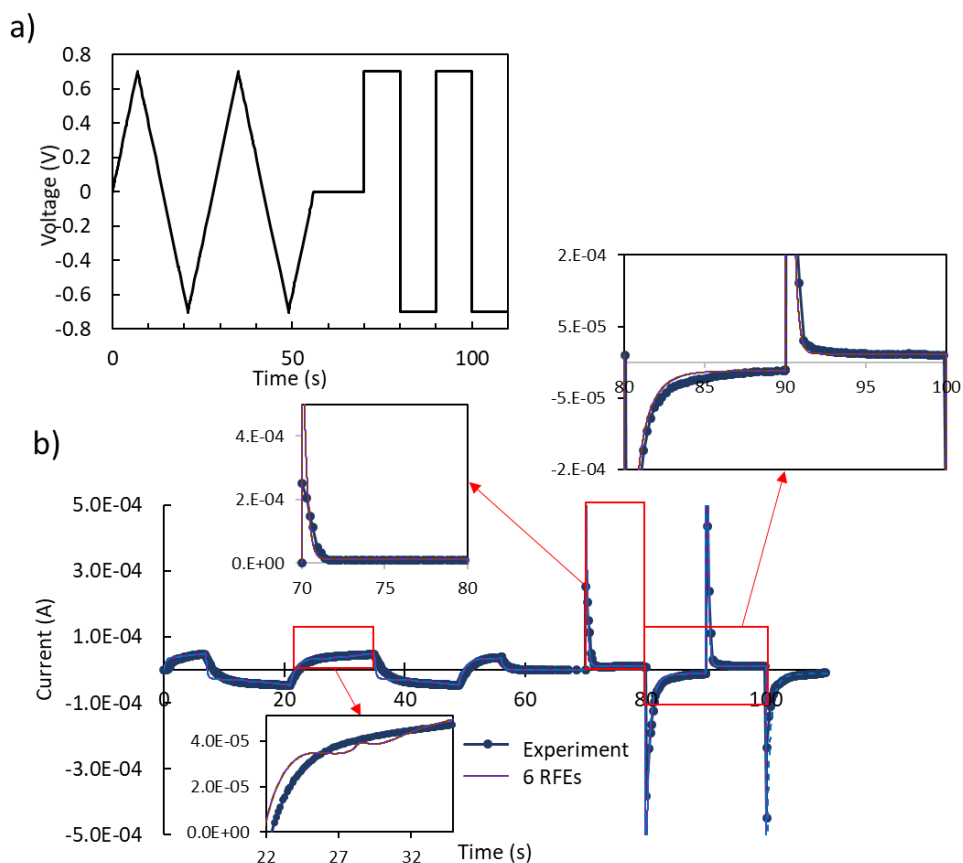 a)
0.8
0.6
0.4
0.2
0
-0.2
-0.4
-0.6
-0.8
Voltage (V)
0 50 100
Time (s)
2.E-04
5.E-05
-5.E-05
-2.E-04
80 85 90 95 100
b)
4.E-04
2.E-04
0.E+00
70 75 80
5.0E-04
3.0E-04
1.0E-04
-1.0E-04
-3.0E-04
-5.0E-04
Current (A)
0 20 40 60 80 100
4.0E-05
2.0E-05
0.0E+00
22 27 32
Time (s)
Experiment
6 RFEs